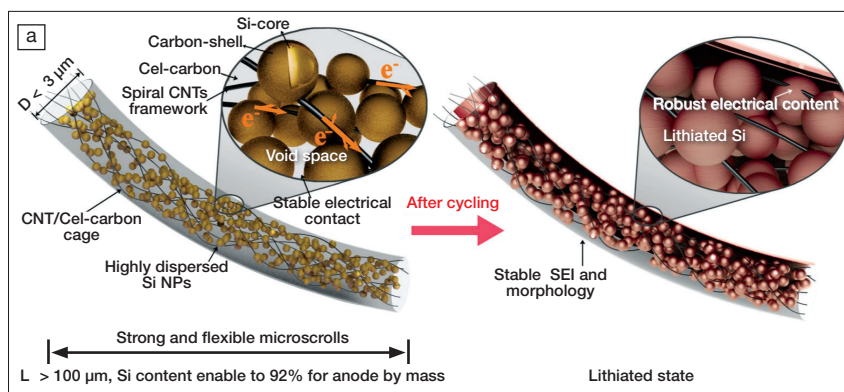 a
D < 3 μm
Si-core
Carbon-shell
Cel-carbon
Spiral CNTs
framework
e-
e-
e-
Void space
Stable electrical
contact
CNT/Cel-carbon
cage
Highly dispersed
Si NPs
Strong and flexible microscrolls
L > 100 μm, Si content enable to 92% for anode by mass
After cycling
Robust electrical content
Lithiated Si
Stable SEI and
morphology
Lithiated state